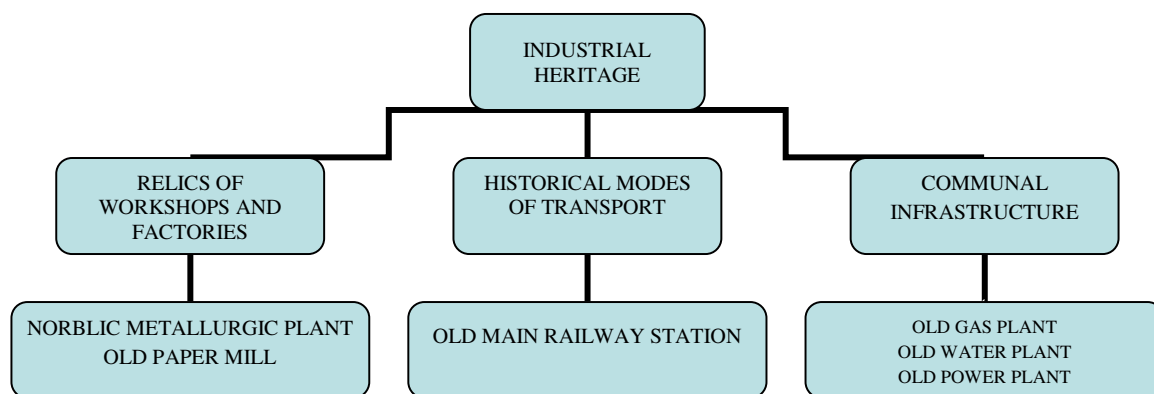 INDUSTRIAL
HERITAGE
RELICS OF
WORKSHOPS AND
FACTORIES
HISTORICAL MODES
OF TRANSPORT
COMMUNAL
INFRASTRUCTURE
NORBLIC METALLURGIC PLANT
OLD PAPER MILL
OLD MAIN RAILWAY STATION
OLD GAS PLANT
OLD WATER PLANT
OLD POWER PLANT